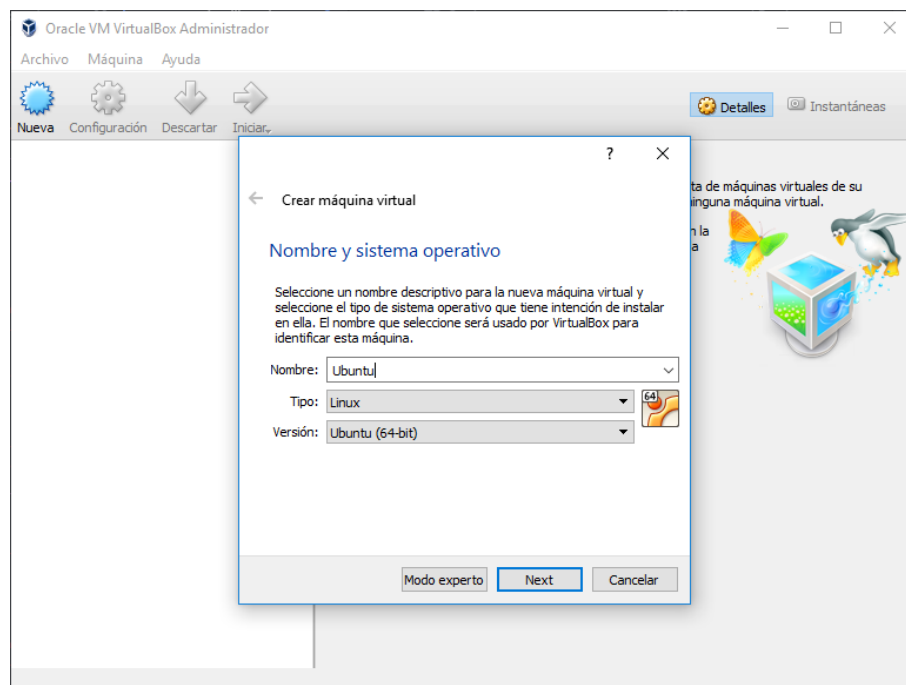 Oracle VM VirtualBox Administrador
Archivo Máquina Ayuda
Nueva Configuración Descartar Iniciar
Detalles Instantáneas
?
Crear máquina virtual
ta de máquinas virtuales de su
inguna máquina virtual.
n la
a
Nombre y sistema operativo
Seleccione un nombre descriptivo para la nueva máquina virtual y
seleccione el tipo de sistema operativo que tiene intención de instalar
en ella. El nombre que seleccione será usado por VirtualBox para
identificar esta máquina.
Nombre: Ubuntu
Tipo: Linux
64
Versión: Ubuntu (64-bit)
Modo experto Next Cancelar